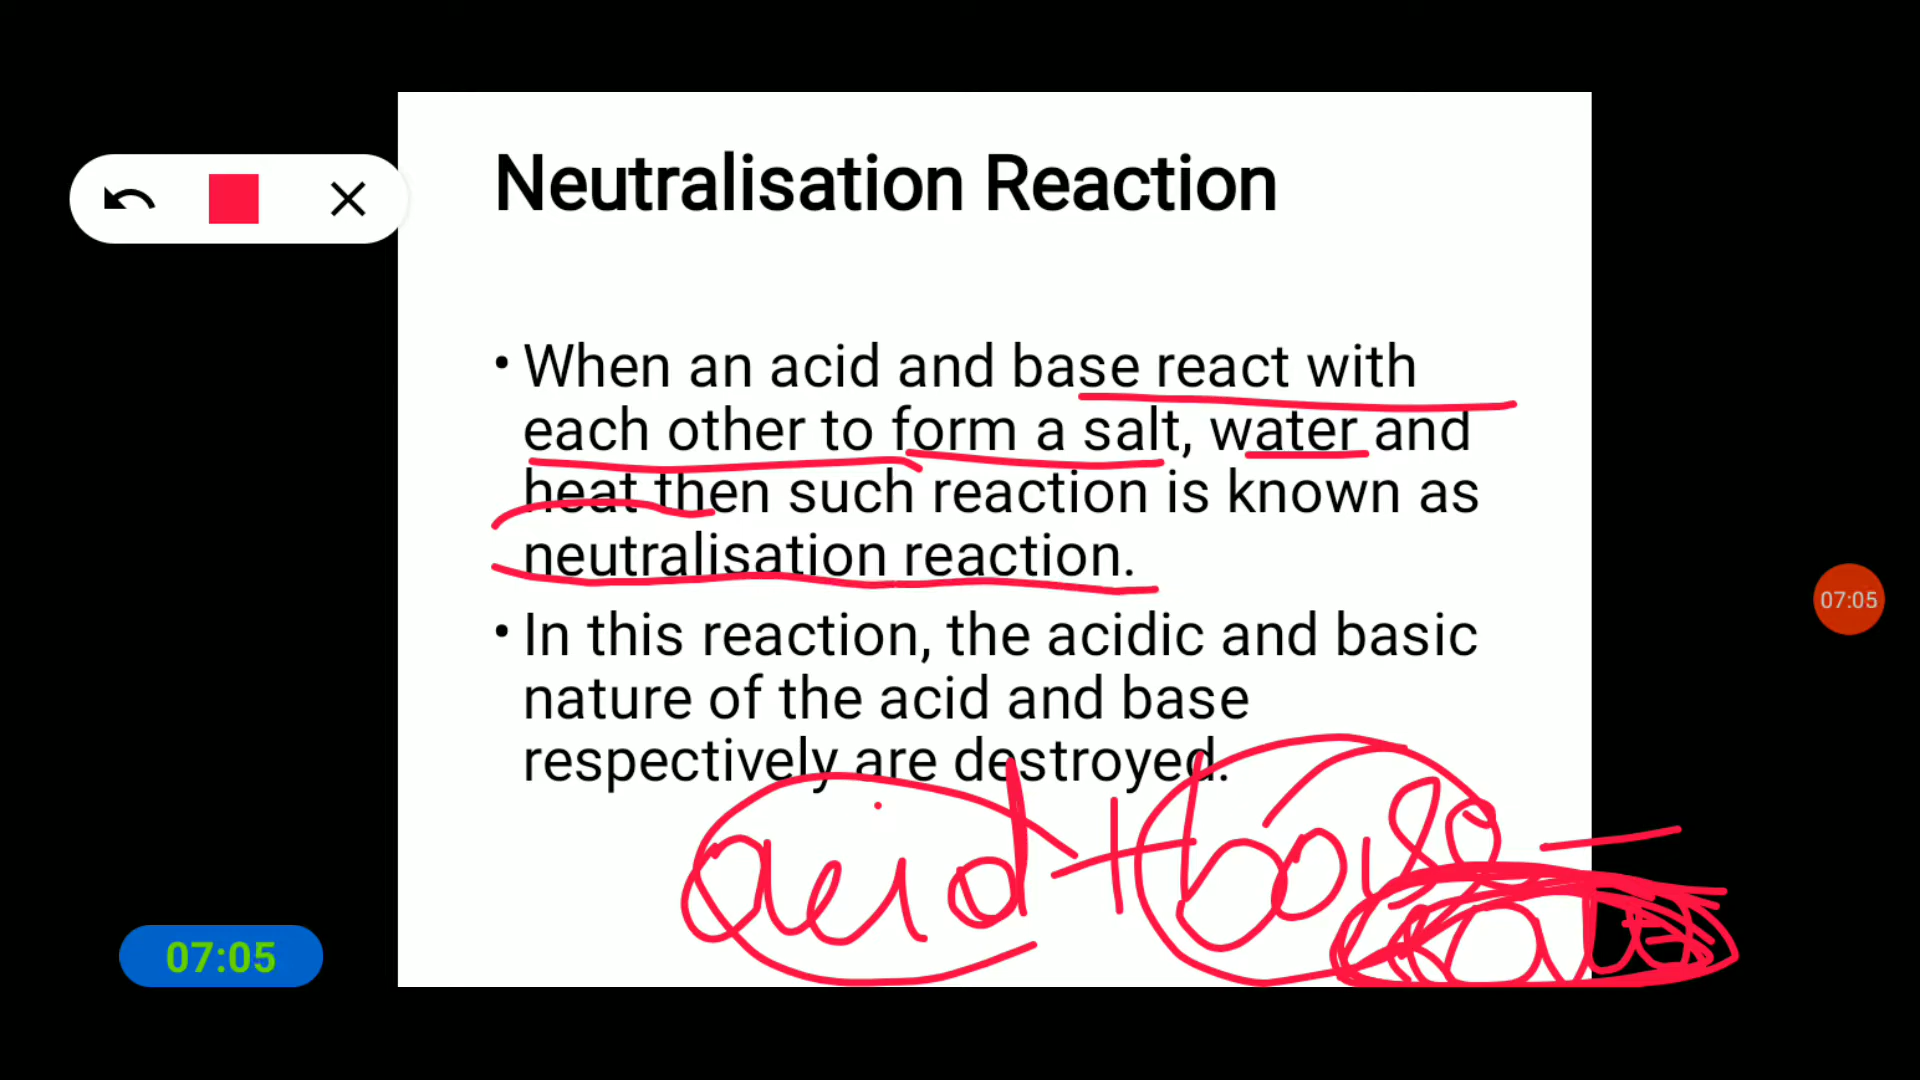 Neutralisation Reaction
• When an acid and base react with
each other to form a salt, water and
heat then such reaction is known as
neutralisation reaction.
07:05
• In this reaction, the acidic and basic
nature of the acid and base
respectively are destroyed.
acid + base =
07:05